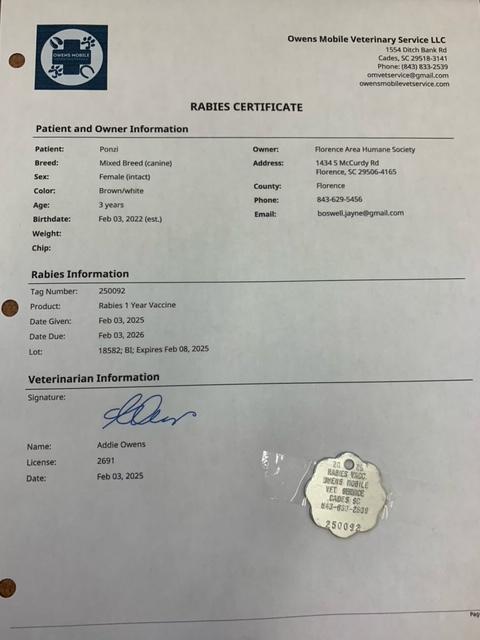 OWENS MOBILE
Owens Mobile Veterinary Service LLC
1554 Ditch Bank Rd
Cades, SC 29518-3141
Phone: (843) 833-2539
omvetservice@gmail.com
owensmobilevetservice.com
RABIES CERTIFICATE
Patient and Owner Information
Patient: Ponzi
Breed: Mixed Breed (canine)
Sex: Female (intact)
Color: Brown/white
Age: 3 years
Birthdate: Feb 03, 2022 (est.)
Weight:
Chip:
Owner: Florence Area Humane Society
Address: 1434 S McCurdy Rd
Florence, SC 29506-4165
County: Florence
Phone: 843-629-5456
Email: boswell.jayne@gmail.com
Rabies Information
Tag Number: 250092
Product: Rabies 1 Year Vaccine
Date Given: Feb 03, 2025
Date Due: Feb 03, 2026
Lot: 18582; BI; Expires Feb 08, 2025
Veterinarian Information
Signature:
Name: Addie Owens
License: 2691
Date: Feb 03, 2025
20 25
RABIES VACC.
OWENS MOBILE
VET SERVICE
CADES SC
843-833-2539
250092